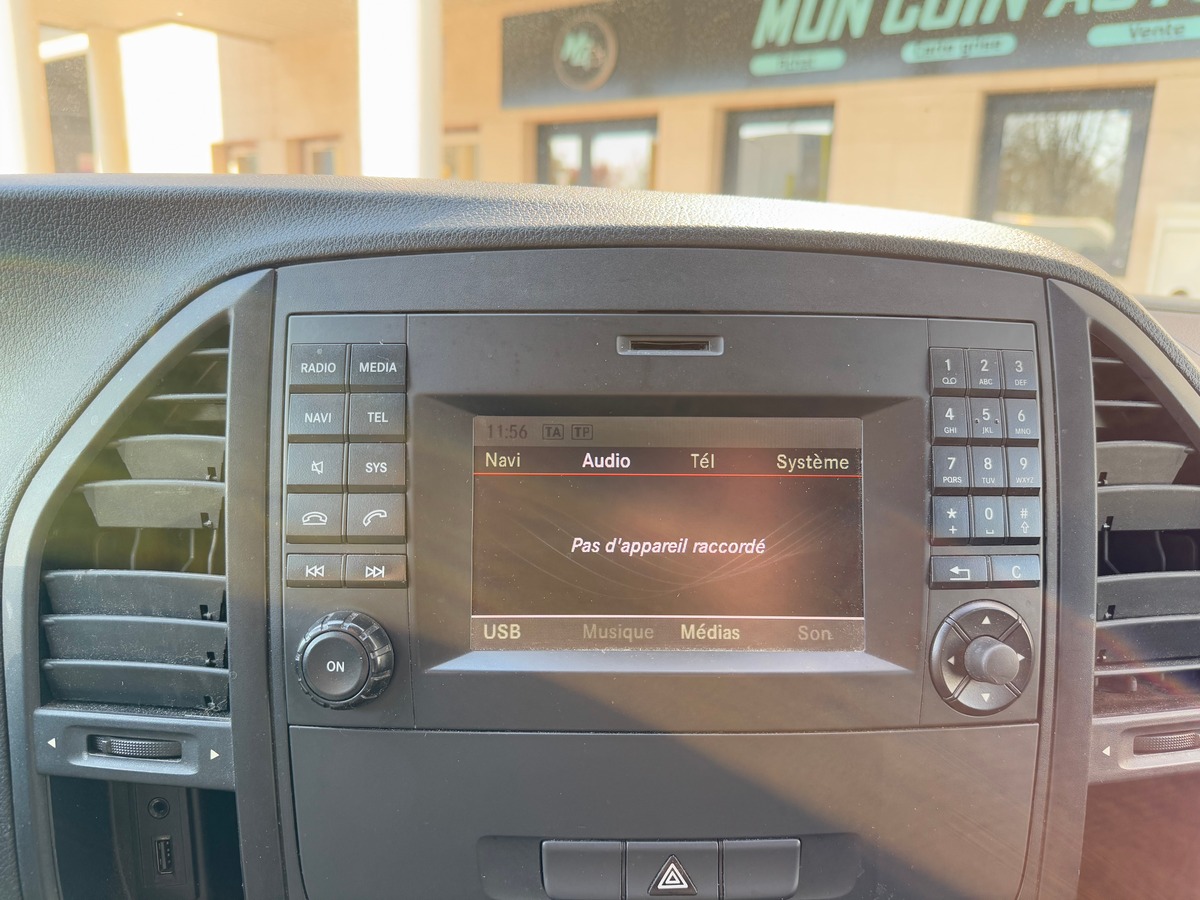 MON COIN AUTO
Carte grise
Vente
RADIO MEDIA
NAVI TEL
SYS
ON
11:56 TA TP
Navi Audio Tél Système
Pas d'appareil raccordé
USB Musique Médias Son
1 2 ABC 3 DEF
4 GHI 5 JKL 6 MNO
7 PQRS 8 TUV 9 WXYZ
* + 0 #
C